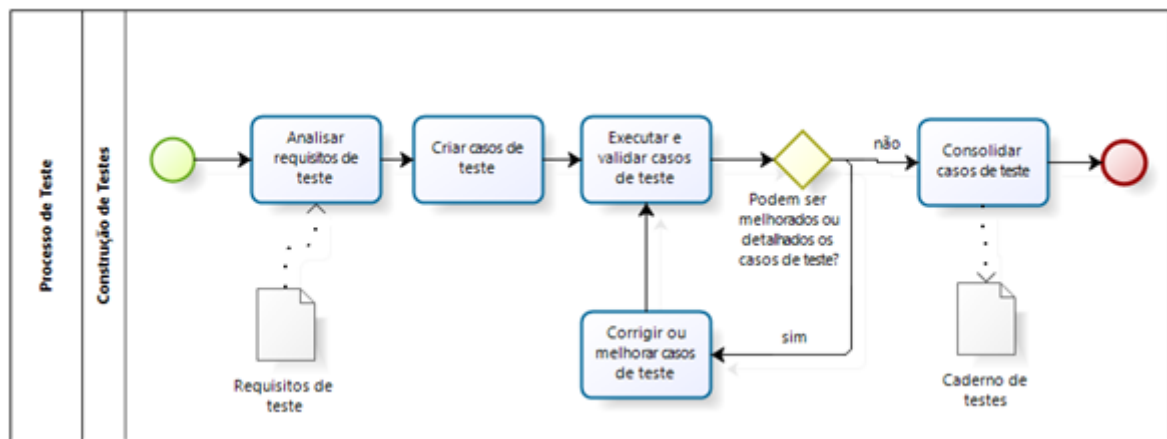 Processo de Teste
Construção de Testes
Analisar
requisitos de
teste
Criar casos de
teste
Executar e
validar casos
de teste
Podem ser
melhorados ou
detalhados os
casos de teste?
não
Consolidar
casos de teste
sim
Corrigir ou
melhorar casos
de teste
Requisitos de
teste
Caderno de
testes